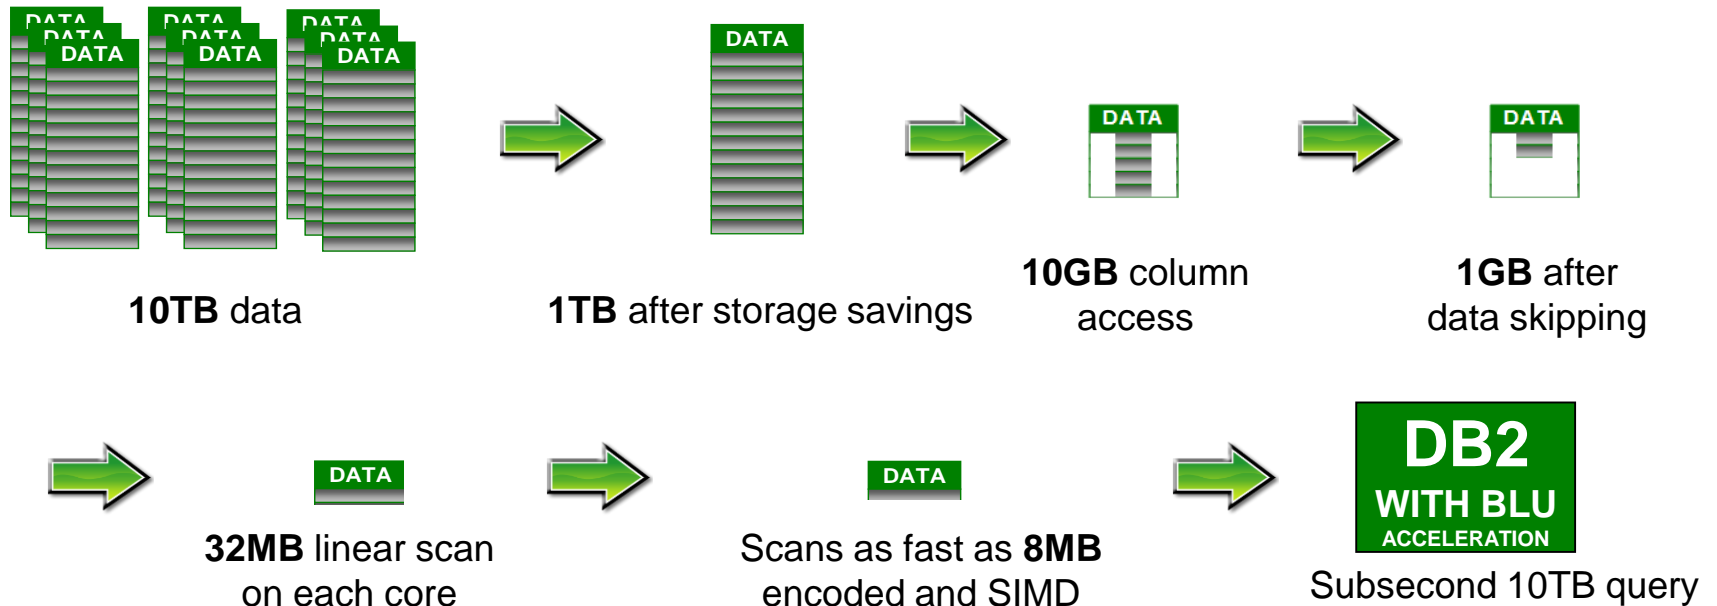 DATA DATA DATA
DATA DATA DATA
DATA DATA DATA
DATA
DATA
DATA
10TB data
1TB after storage savings
10GB column
access
1GB after
data skipping
DATA
32MB linear scan
on each core
DATA
Scans as fast as 8MB
encoded and SIMD
DB2
WITH BLU
ACCELERATION
Subsecond 10TB query